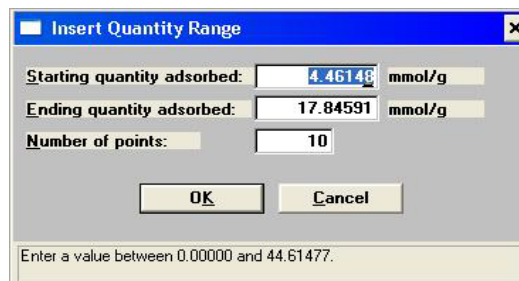 Insert Quantity Range
Starting quantity adsorbed: 4.46148 mmol/g
Ending quantity adsorbed: 17.84591 mmol/g
Number of points: 10
OK Cancel
Enter a value between 0.00000 and 44.61477.